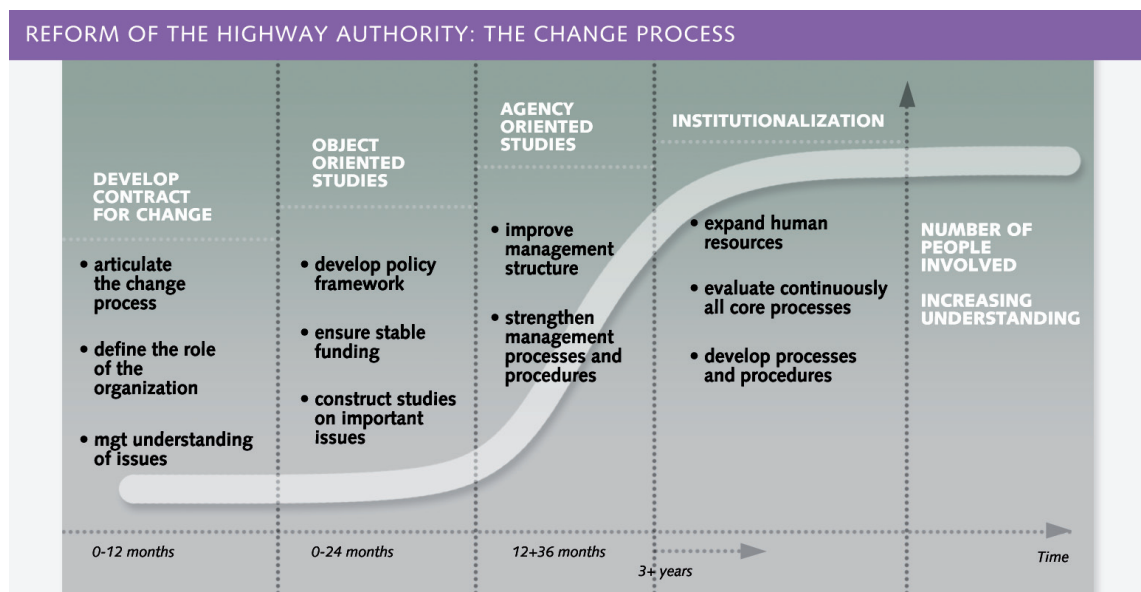 REFORM OF THE HIGHWAY AUTHORITY: THE CHANGE PROCESS
DEVELOP
CONTRACT
FOR CHANGE
• articulate
the change
process
• define the role
of the
organization
• mgt understanding
of issues
OBJECT
ORIENTED
STUDIES
• develop policy
framework
• ensure stable
funding
• construct studies
on important
issues
AGENCY
ORIENTED
STUDIES
• improve
management
structure
• strengthen
management
processes and
procedures
INSTITUTIONALIZATION
• expand human
resources
• evaluate continuously
all core processes
• develop processes
and procedures
NUMBER OF
PEOPLE
INVOLVED
INCREASING
UNDERSTANDING
0-12 months
0-24 months
12+36 months
3+ years
Time